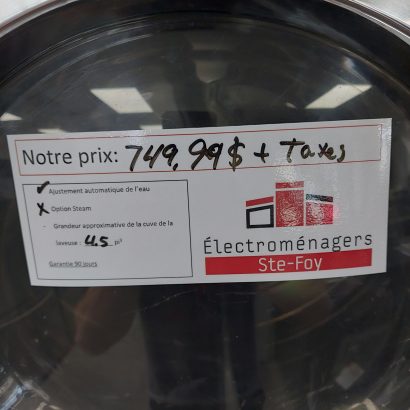 Notre prix: 749.99$ + Taxes
✓ Ajustement automatique de l'eau
X Option Steam
- Grandeur approximative de la cuve de la
laveuse : 4.5 pi³
Garantie 90 jours
Électroménagers
Ste-Foy